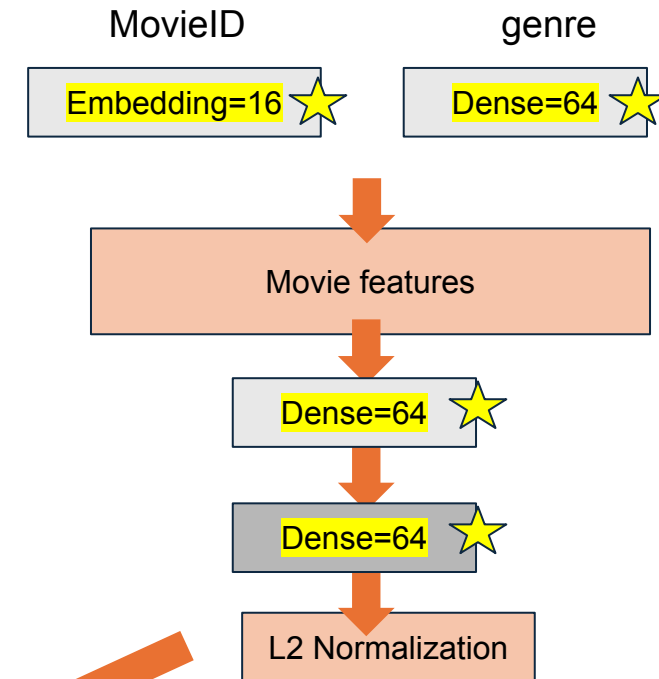 MovieID
genre
Embedding=16
Dense=64
Movie features
Dense=64
Dense=64
L2 Normalization